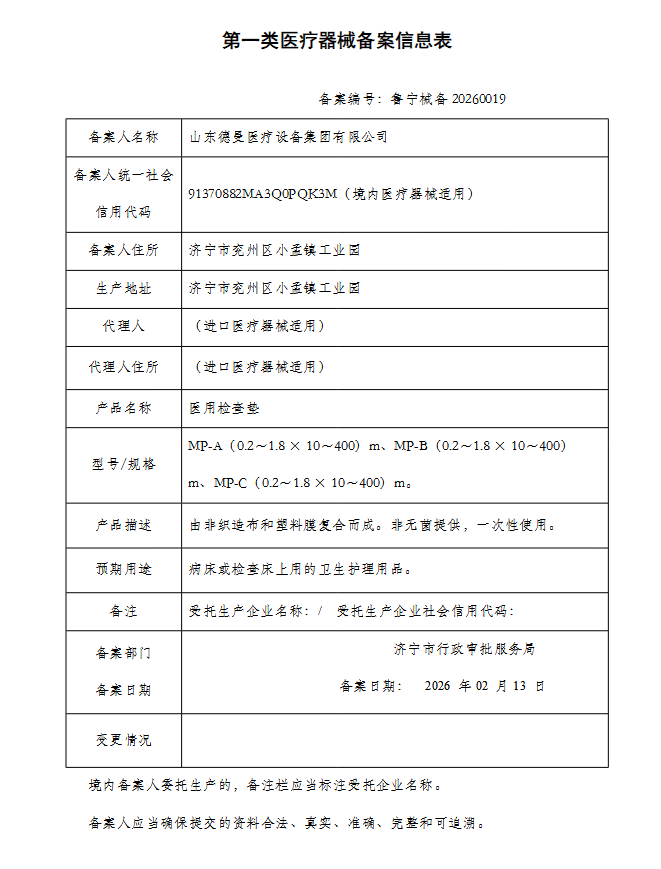 第一类医疗器械备案信息表
备案编号：鲁宁械备 20260019
备案人名称 山东德曼医疗设备集团有限公司
备案人统一社会
信用代码
91370882MA3Q0PQK3M（境内医疗器械适用）
备案人住所 济宁市兖州区小孟镇工业园
生产地址 济宁市兖州区小孟镇工业园
代理人 （进口医疗器械适用）
代理人住所 （进口医疗器械适用）
产品名称 医用检查垫
型号/规格
MP-A（0.2～1.8 × 10～400）m、MP-B（0.2～1.8 × 10～400）
m、MP-C（0.2～1.8 × 10～400）m。
产品描述 由非织造布和塑料膜复合而成。非无菌提供，一次性使用。
预期用途 病床或检查床上用的卫生护理用品。
备注 受托生产企业名称：/ 受托生产企业社会信用代码：
备案部门
备案日期
济宁市行政审批服务局
备案日期： 2026 年 02 月 13 日
变更情况
境内备案人委托生产的，备注栏应当标注受托企业名称。
备案人应当确保提交的资料合法、真实、准确、完整和可追溯。